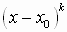 (x − x₀)ᵏ